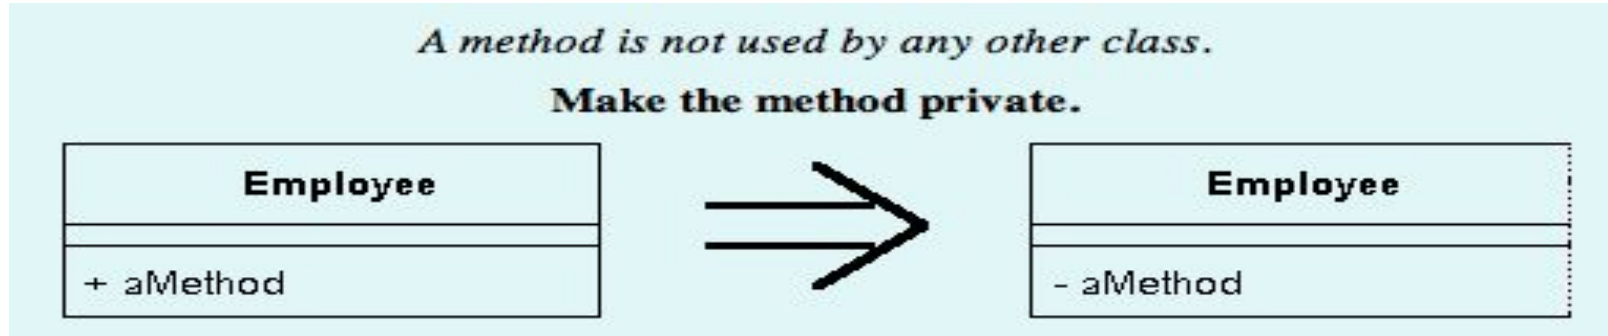 A method is not used by any other class.
Make the method private.
Employee
Employee
+ aMethod
- aMethod